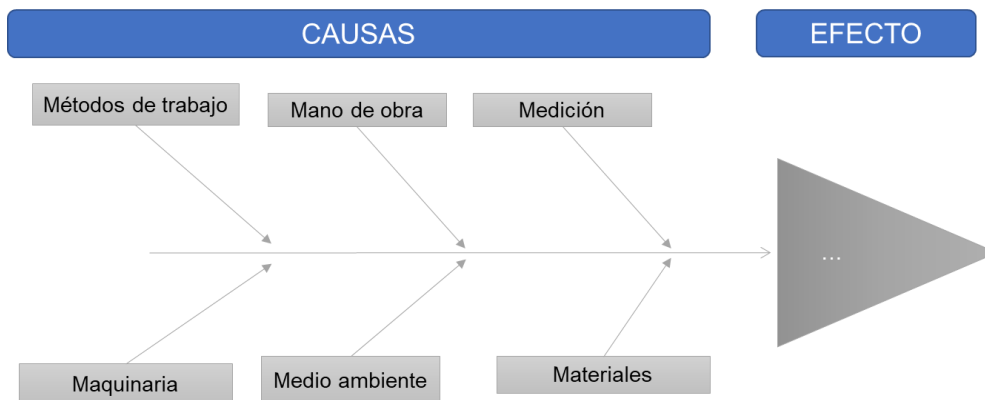 CAUSAS
EFECTO
Métodos de trabajo
Mano de obra
Medición
...
Maquinaria
Medio ambiente
Materiales